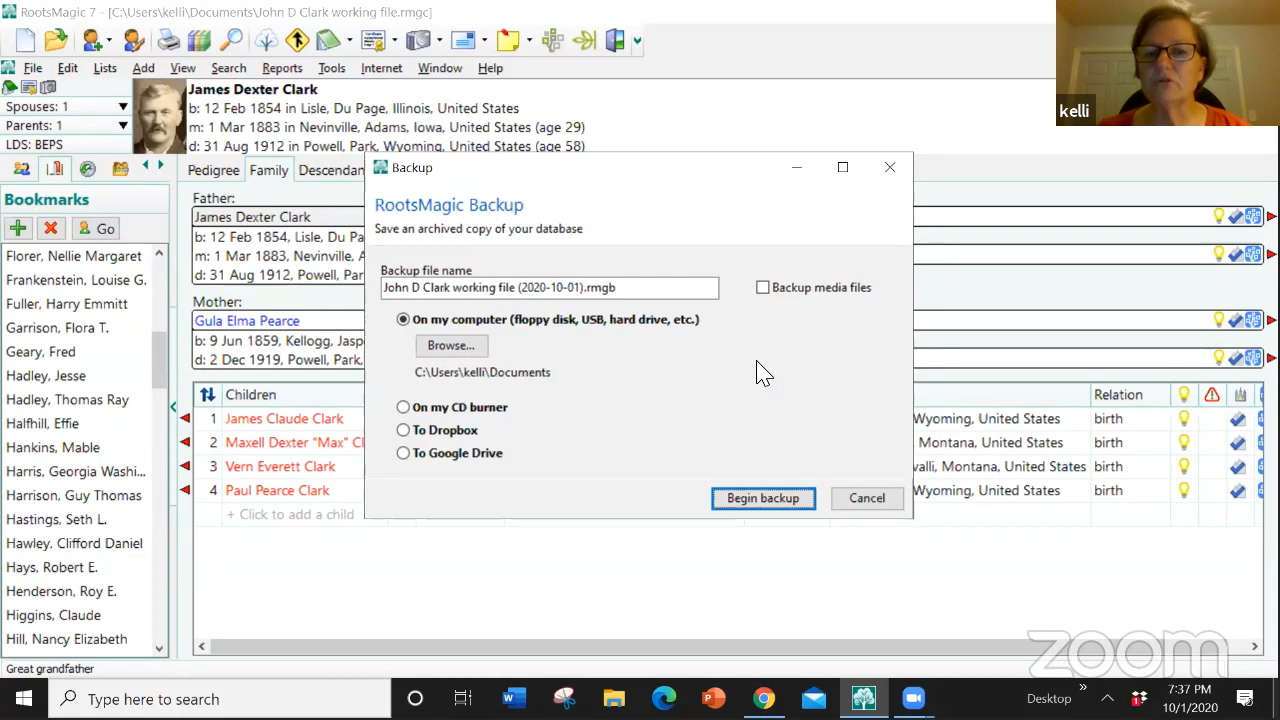 RootsMagic 7 - [C:\Users\kelli\Documents\John D Clark working file.rmgc]
kelli
File Edit Lists Add View Search Reports Tools Internet Window Help
James Dexter Clark
Spouses: 1
b: 12 Feb 1854 in Lisle, Du Page, Illinois, United States
Parents: 1
m: 1 Mar 1883 in Nevinville, Adams, Iowa, United States (age 29)
LDS: BEPS
d: 31 Aug 1912 in Powell, Park, Wyoming, United States (age 58)
Pedigree Family Descendan
Bookmarks
Go
Florer, Nellie Margaret
Frankenstein, Louise G.
Fuller, Harry Emmitt
Garrison, Flora T.
Geary, Fred
Hadley, Jesse
Hadley, Thomas Ray
Halfhill, Effie
Hankins, Mable
Harris, Georgia Washi...
Harrison, Guy Thomas
Hastings, Seth L.
Hawley, Clifford Daniel
Hays, Robert E.
Henderson, Roy E.
Higgins, Claude
Hill, Nancy Elizabeth
Father:
James Dexter Clark
b: 12 Feb 1854, Lisle, Du Pa
m: 1 Mar 1883, Nevinville, A
d: 31 Aug 1912, Powell, Park
Mother:
Gula Elma Pearce
b: 9 Jun 1859, Kellogg, Jasp
d: 2 Dec 1919, Powell, Park,
Children
Relation
1 James Claude Clark
Wyoming, United States birth
2 Maxell Dexter "Max" Cl
Montana, United States birth
3 Vern Everett Clark
valli, Montana, United States birth
4 Paul Pearce Clark
Wyoming, United States birth
+ Click to add a child
Backup
RootsMagic Backup
Save an archived copy of your database
Backup file name
John D Clark working file (2020-10-01).rmgb
Backup media files
On my computer (floppy disk, USB, hard drive, etc.)
Browse...
C:\Users\kelli\Documents
On my CD burner
To Dropbox
To Google Drive
Begin backup Cancel
zoom
Great grandfather
Type here to search
Desktop
7:37 PM
10/1/2020